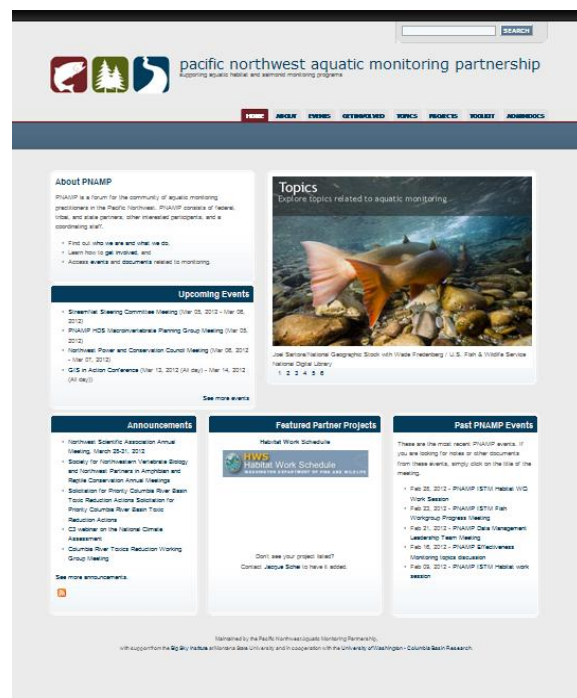 SEARCH
pacific northwest aquatic monitoring partnership
supporting aquatic habitat and salmonid monitoring programs
HOME ABOUT EVENTS GET INVOLVED TOPICS PROJECTS TOOLKIT ADMINDOCS
About PNAMP
PNAMP is a forum for the community of aquatic monitoring
practitioners in the Pacific Northwest. PNAMP consists of federal,
tribal, and state partners, other interested participants, and a
coordinating staff.
• Find out who we are and what we do,
• Learn how to get involved, and
• Access events and documents related to monitoring.
Topics
Explore topics related to aquatic monitoring
Joel Sartore/National Geographic Stock with Wade Fredenberg / U.S. Fish & Wildlife Service
National Digital Library
1 2 3 4 5 6
Upcoming Events
• StreamNet Steering Committee Meeting (Mar 05, 2012 - Mar 06,
2012)
• PNAMP HDS Macroinvertebrate Planning Group Meeting (Mar 05,
2012)
• Northwest Power and Conservation Council Meeting (Mar 06, 2012
- Mar 07, 2012)
• GIS in Action Conference (Mar 13, 2012 (All day) - Mar 14, 2012
(All day))
See more events
Announcements
• Northwest Scientific Association Annual
Meeting, March 28-31, 2012
• Society for Northwestern Vertebrate Biology
and Northwest Partners in Amphibian and
Reptile Conservation Annual Meetings
• Solicitation for Priority Columbia River Basin
Toxic Reduction Actions Solicitation for
Priority Columbia River Basin Toxic
Reduction Actions
• C3 webinar on the National Climate
Assessment
• Columbia River Toxics Reduction Working
Group Meeting
See more announcements.
Featured Partner Projects
Habitat Work Schedule
HWS
Habitat Work Schedule
WASHINGTON DEPARTMENT OF FISH AND WILDLIFE
Don't see your project listed?
Contact Jacque Schei to have it added.
Past PNAMP Events
These are the most recent PNAMP events. If
you are looking for notes or other documents
from these events, simply click on the title of the
meeting.
• Feb 28, 2012 - PNAMP ISTM Habitat WG
Work Session
• Feb 23, 2012 - PNAMP ISTM Fish
Workgroup Progress Meeting
• Feb 21, 2012 - PNAMP Data Management
Leadership Team Meeting
• Feb 16, 2012 - PNAMP Effectiveness
Monitoring topics discussion
• Feb 09, 2012 - PNAMP ISTM Habitat work
session
Maintained by the Pacific Northwest Aquatic Monitoring Partnership,
with support from the Big Sky Institute at Montana State University and in cooperation with the University of Washington - Columbia Basin Research.